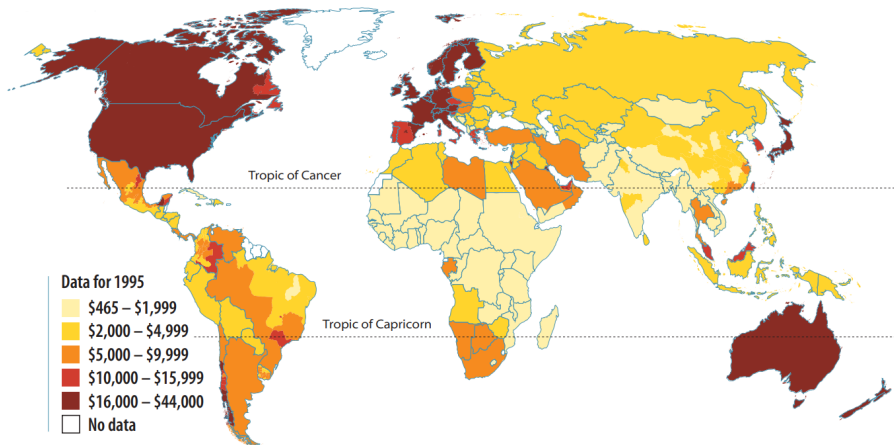 Tropic of Cancer
Tropic of Capricorn
Data for 1995
$465 – $1,999
$2,000 – $4,999
$5,000 – $9,999
$10,000 – $15,999
$16,000 – $44,000
No data